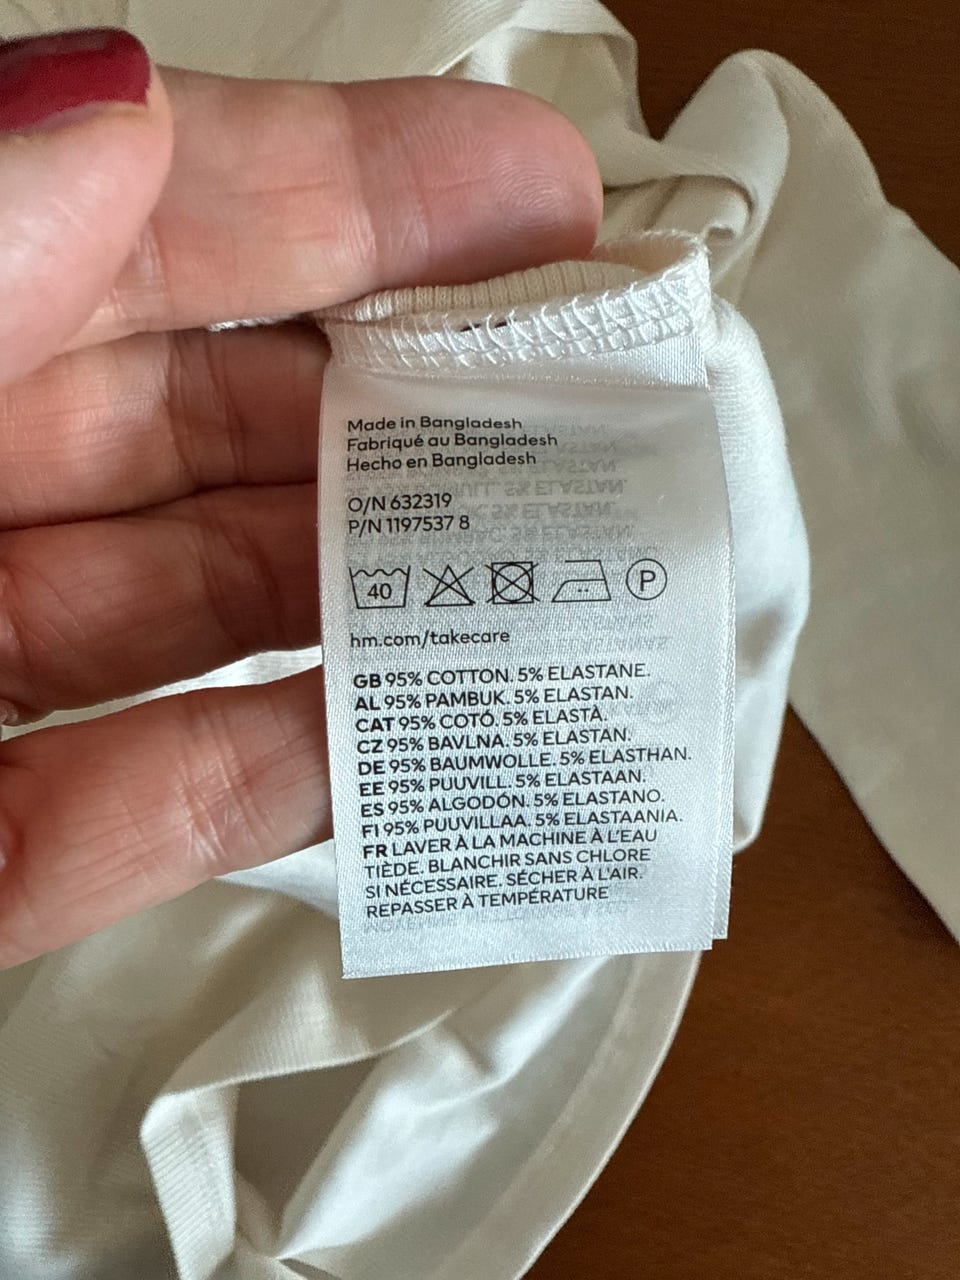 Made in Bangladesh
Fabriqué au Bangladesh
Hecho en Bangladesh
O/N 632319
P/N 1197537 8
40 P
hm.com/takecare
GB 95% COTTON. 5% ELASTANE.
AL 95% PAMBUK. 5% ELASTAN.
CAT 95% COTÓ. 5% ELASTÀ.
CZ 95% BAVLNA. 5% ELASTAN.
DE 95% BAUMWOLLE. 5% ELASTHAN.
EE 95% PUUVILL. 5% ELASTAAN.
ES 95% ALGODÓN. 5% ELASTANO.
FI 95% PUUVILLAA. 5% ELASTAANIA.
FR LAVER À LA MACHINE À L'EAU
TIÈDE. BLANCHIR SANS CHLORE
SI NÉCESSAIRE. SÉCHER À L'AIR.
REPASSER À TEMPÉRATURE